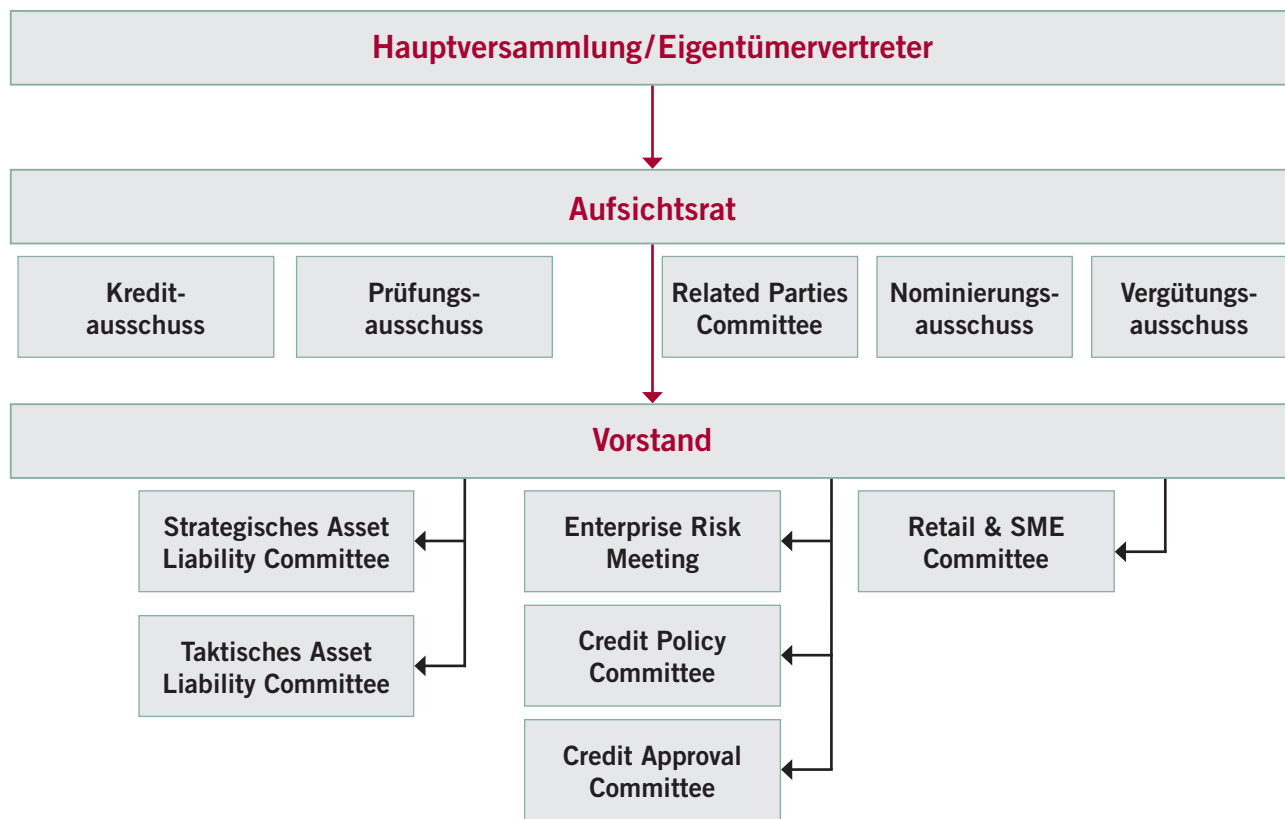 Hauptversammlung/Eigentümervertreter
Aufsichtsrat
Kredit-
ausschuss
Prüfungs-
ausschuss
Related Parties
Committee
Nominierungs-
ausschuss
Vergütungs-
ausschuss
Vorstand
Strategisches Asset
Liability Committee
Taktisches Asset
Liability Committee
Enterprise Risk
Meeting
Credit Policy
Committee
Credit Approval
Committee
Retail & SME
Committee